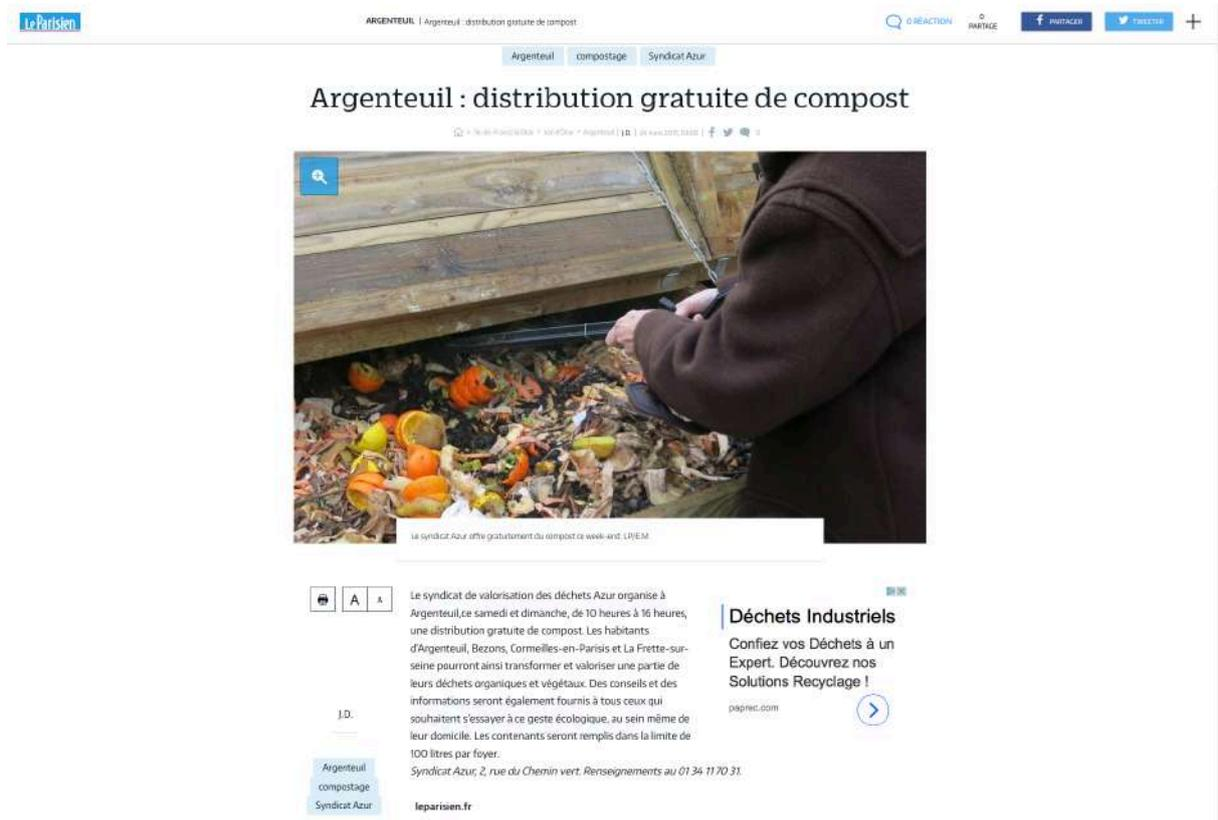 Le Parisien
ARGENTEUIL | Argenteuil : distribution gratuite de compost
0 RÉACTION
0
PARTAGE
PARTAGER
TWEETER
Argenteuil compostage Syndicat Azur
Argenteuil : distribution gratuite de compost
Argenteuil | J.D. |
Le syndicat Azur offre gratuitement du compost ce week-end. LP/E.M.
A A
Le syndicat de valorisation des déchets Azur organise à
Argenteuil,ce samedi et dimanche, de 10 heures à 16 heures,
une distribution gratuite de compost. Les habitants
d'Argenteuil, Bezons, Cormeilles-en-Parisis et La Frette-sur-
seine pourront ainsi transformer et valoriser une partie de
leurs déchets organiques et végétaux. Des conseils et des
informations seront également fournis à tous ceux qui
souhaitent s'essayer à ce geste écologique, au sein même de
leur domicile. Les contenants seront remplis dans la limite de
100 litres par foyer.
Syndicat Azur, 2, rue du Chemin vert. Renseignements au 01 34 11 70 31.
leparisien.fr
J.D.
Argenteuil
compostage
Syndicat Azur
Déchets Industriels
Confiez vos Déchets à un
Expert. Découvrez nos
Solutions Recyclage !
paprec.com